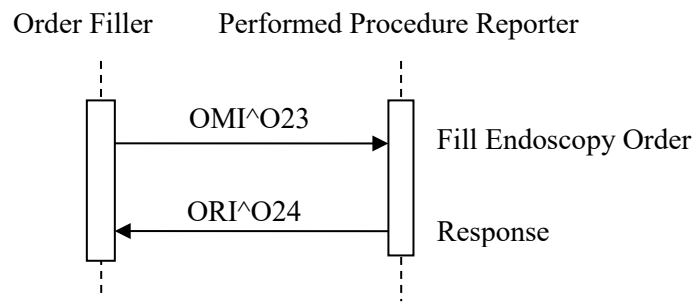 Order Filler
Performed Procedure Reporter
OMI^O23
Fill Endoscopy Order
ORI^O24
Response